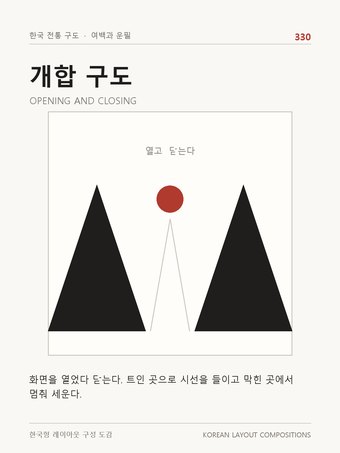 한국 전통 구도 · 여백과 운필
330
개합 구도
OPENING AND CLOSING
열고 닫는다
화면을 열었다 닫는다. 트인 곳으로 시선을 들이고 막힌 곳에서
멈춰 세운다.
한국형 레이아웃 구성 도감
KOREAN LAYOUT COMPOSITIONS